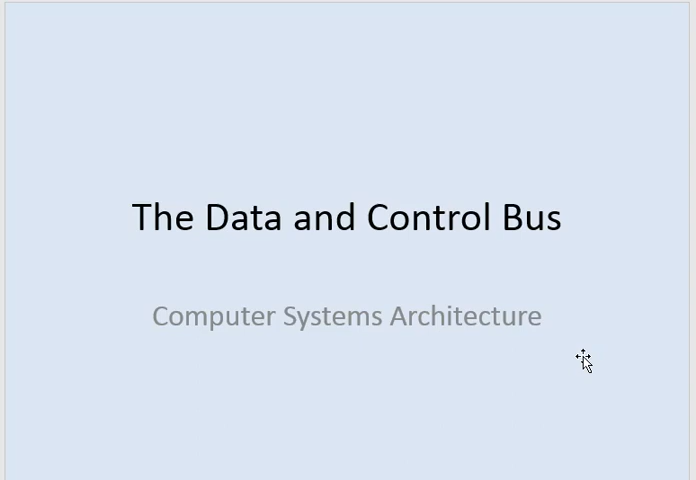 The Data and Control Bus
Computer Systems Architecture